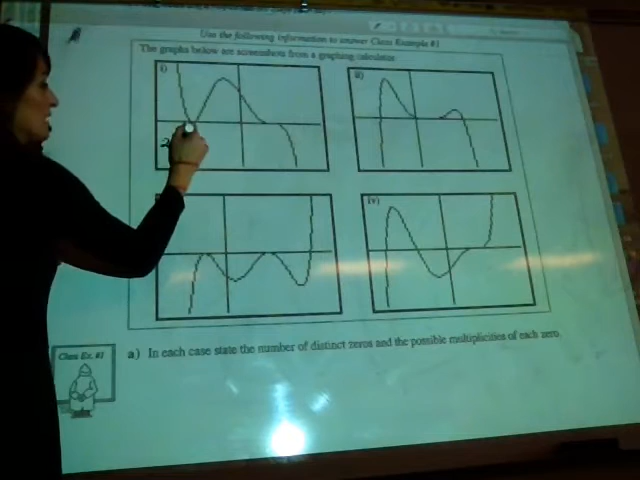 Use the following information to answer Class Example #1
The graphs below are screenshots from a graphing calculator.
i)
ii)
2
iv)
Class Ex. #1
a) In each case state the number of distinct zeros and the possible multiplicities of each zero.